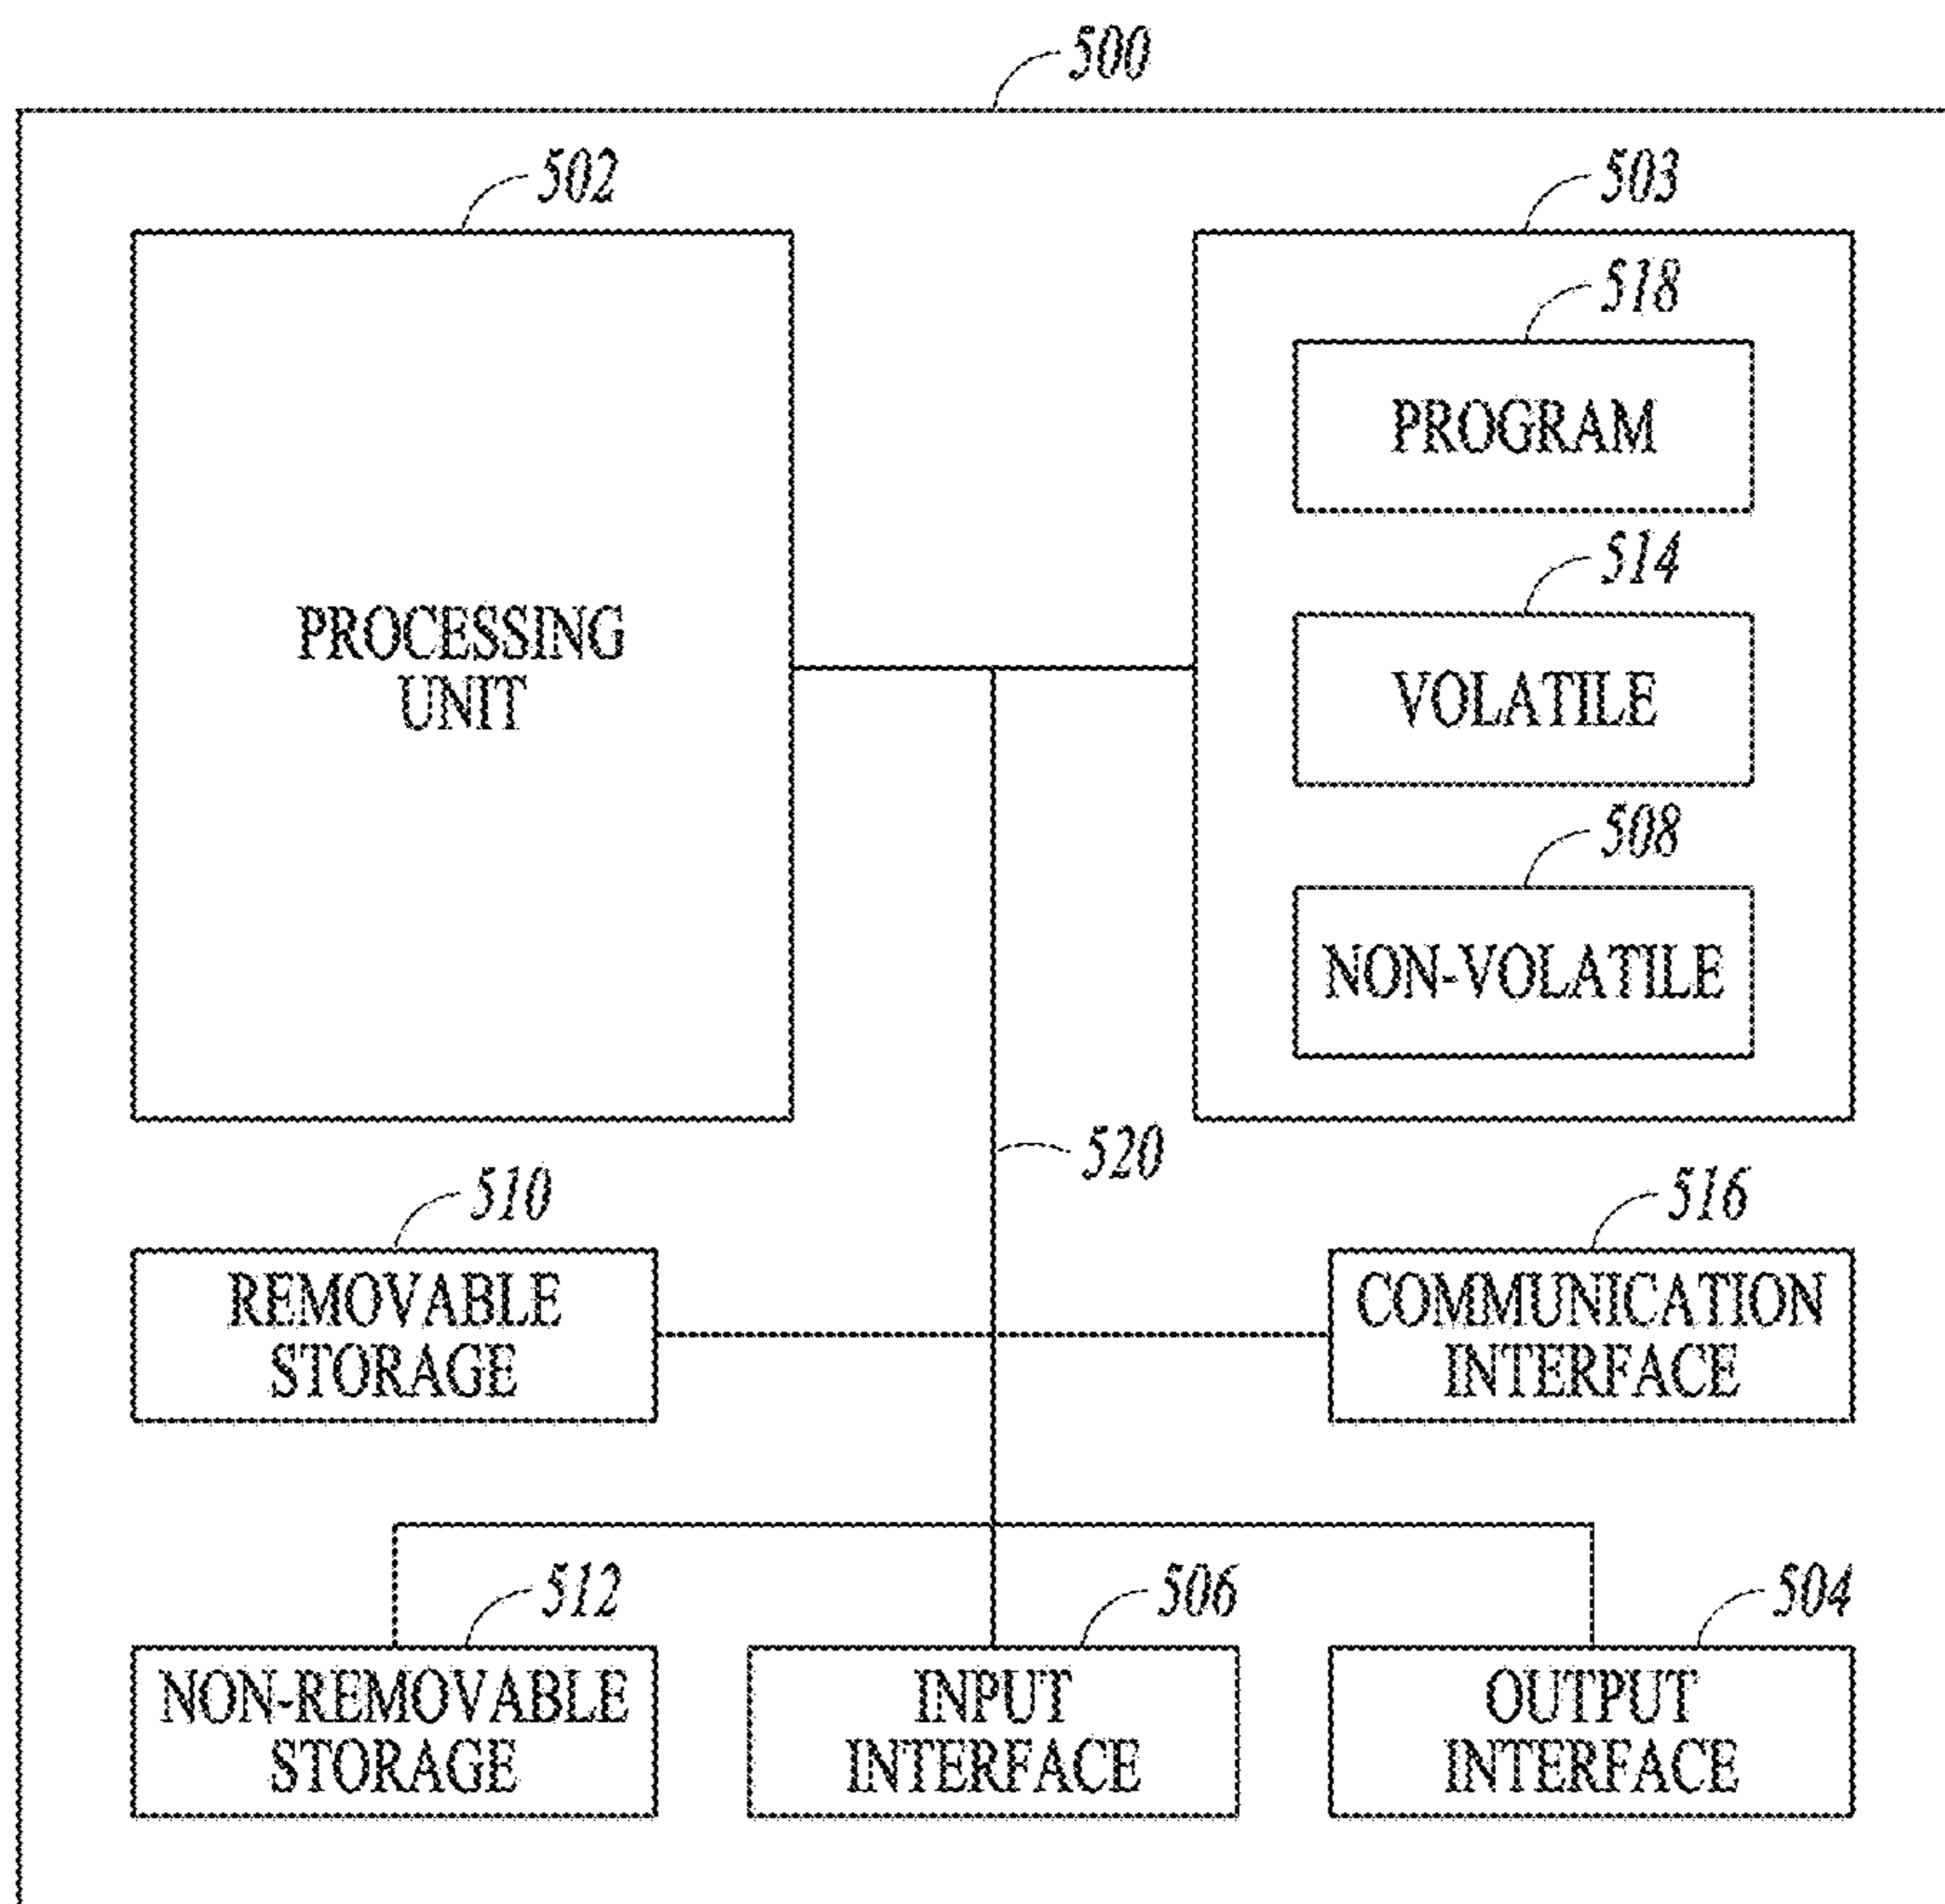 500
502
503
518
PROGRAM
514
PROCESSING
UNIT
VOLATILE
508
NON-VOLATILE
520
510
516
REMOVABLE
STORAGE
COMMUNICATION
INTERFACE
512
506
504
NON-REMOVABLE
STORAGE
INPUT
INTERFACE
OUTPUT
INTERFACE